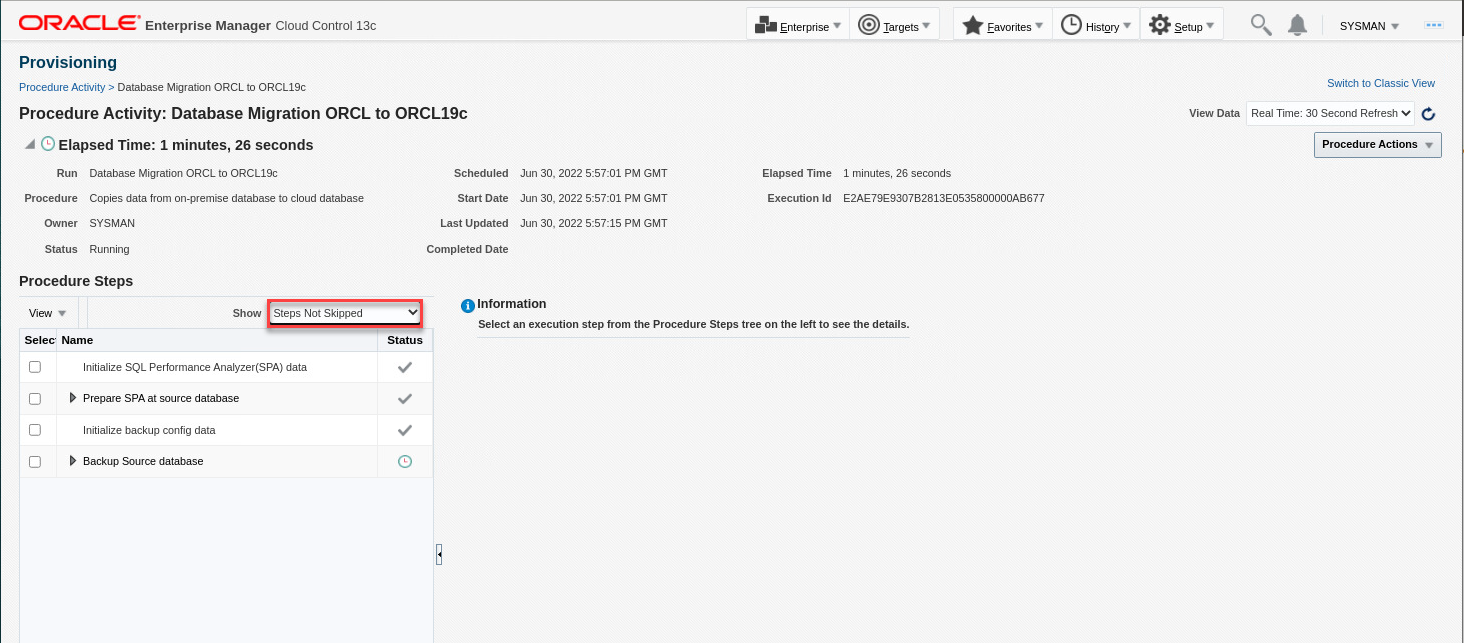 ORACLE® Enterprise Manager Cloud Control 13c
Enterprise Targets Favorites History Setup SYSMAN
Provisioning
Procedure Activity > Database Migration ORCL to ORCL19c
Switch to Classic View
Procedure Activity: Database Migration ORCL to ORCL19c
View Data Real Time: 30 Second Refresh
Elapsed Time: 1 minutes, 26 seconds
Procedure Actions
Run Database Migration ORCL to ORCL19c
Procedure Copies data from on-premise database to cloud database
Owner SYSMAN
Status Running
Scheduled Jun 30, 2022 5:57:01 PM GMT
Start Date Jun 30, 2022 5:57:01 PM GMT
Last Updated Jun 30, 2022 5:57:15 PM GMT
Completed Date
Elapsed Time 1 minutes, 26 seconds
Execution Id E2AE79E9307B2813E0535800000AB677
Procedure Steps
View Show Steps Not Skipped
Selec Name Status
Initialize SQL Performance Analyzer(SPA) data
Prepare SPA at source database
Initialize backup config data
Backup Source database
Information
Select an execution step from the Procedure Steps tree on the left to see the details.